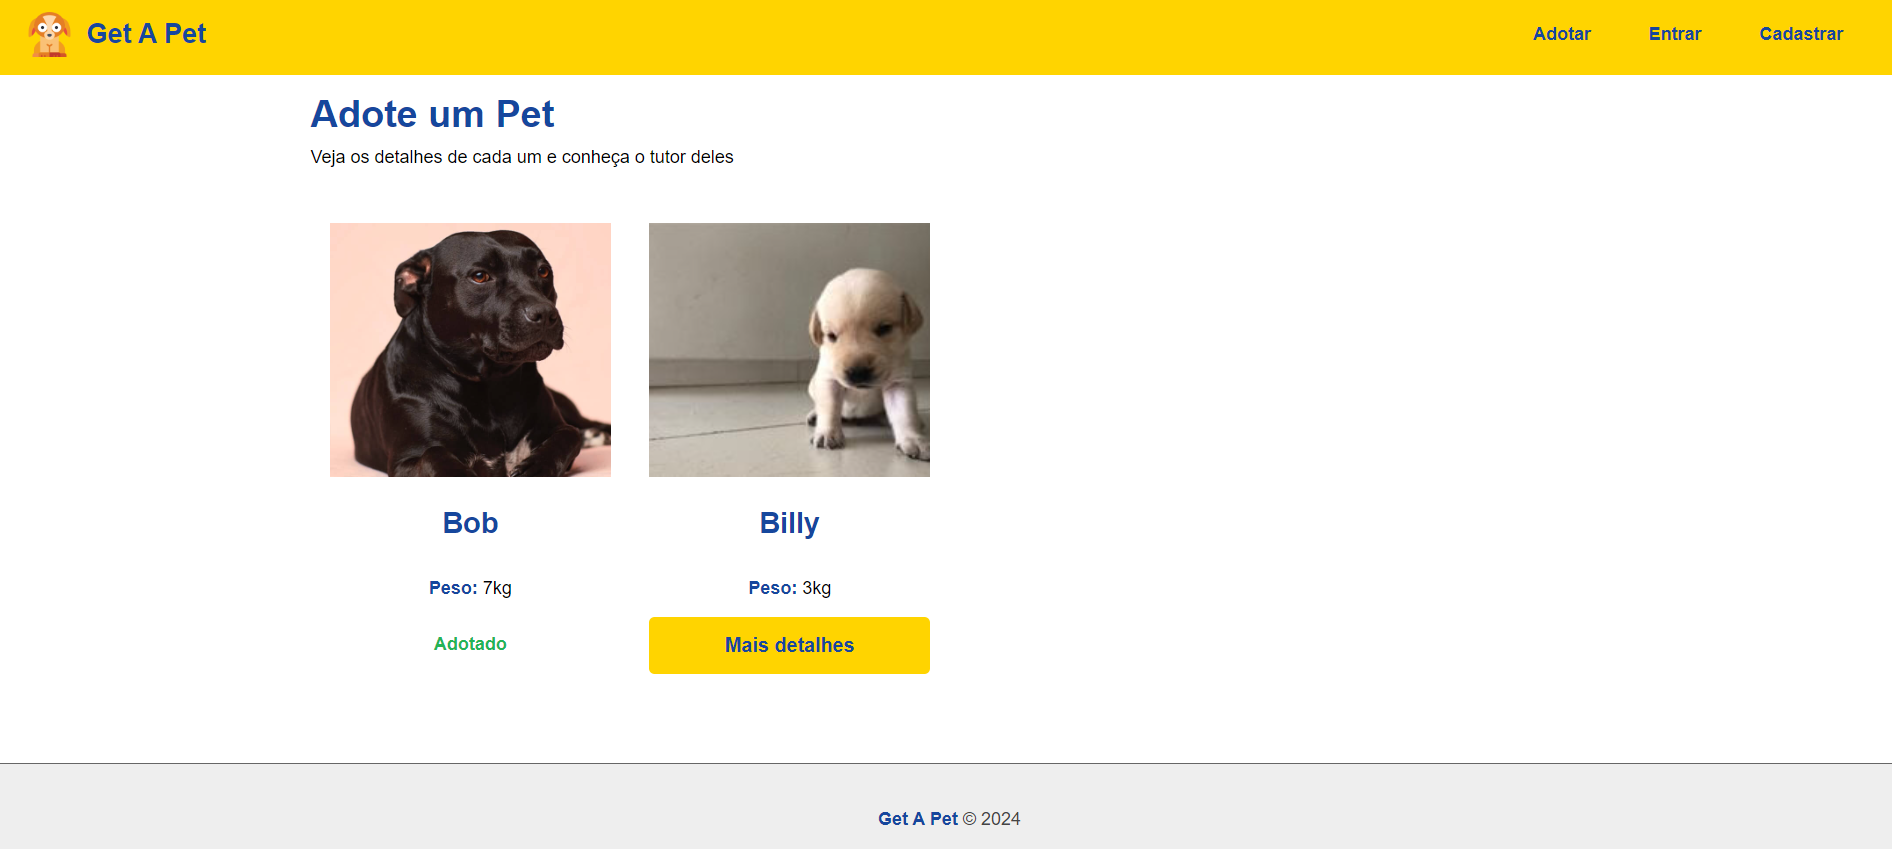 Get A Pet
Adotar Entrar Cadastrar
Adote um Pet
Veja os detalhes de cada um e conheça o tutor deles
Bob
Peso: 7kg
Adotado
Billy
Peso: 3kg
Mais detalhes
Get A Pet © 2024